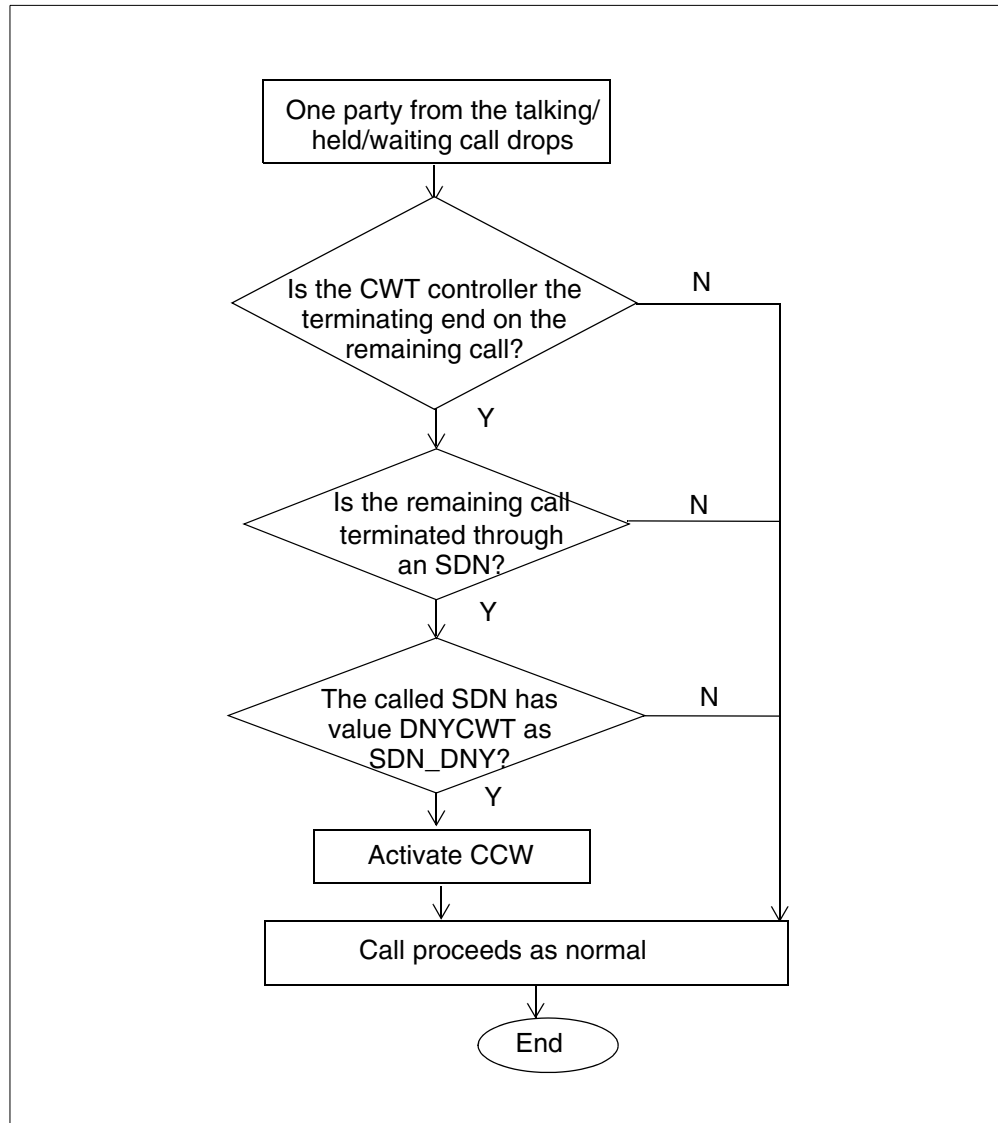 One party from the talking/
held/waiting call drops
Is the CWT controller the
terminating end on the
remaining call?
N
Y
Is the remaining call
terminated through
an SDN?
N
Y
The called SDN has
value DNYCWT as
SDN_DNY?
N
Y
Activate CCW
Call proceeds as normal
End